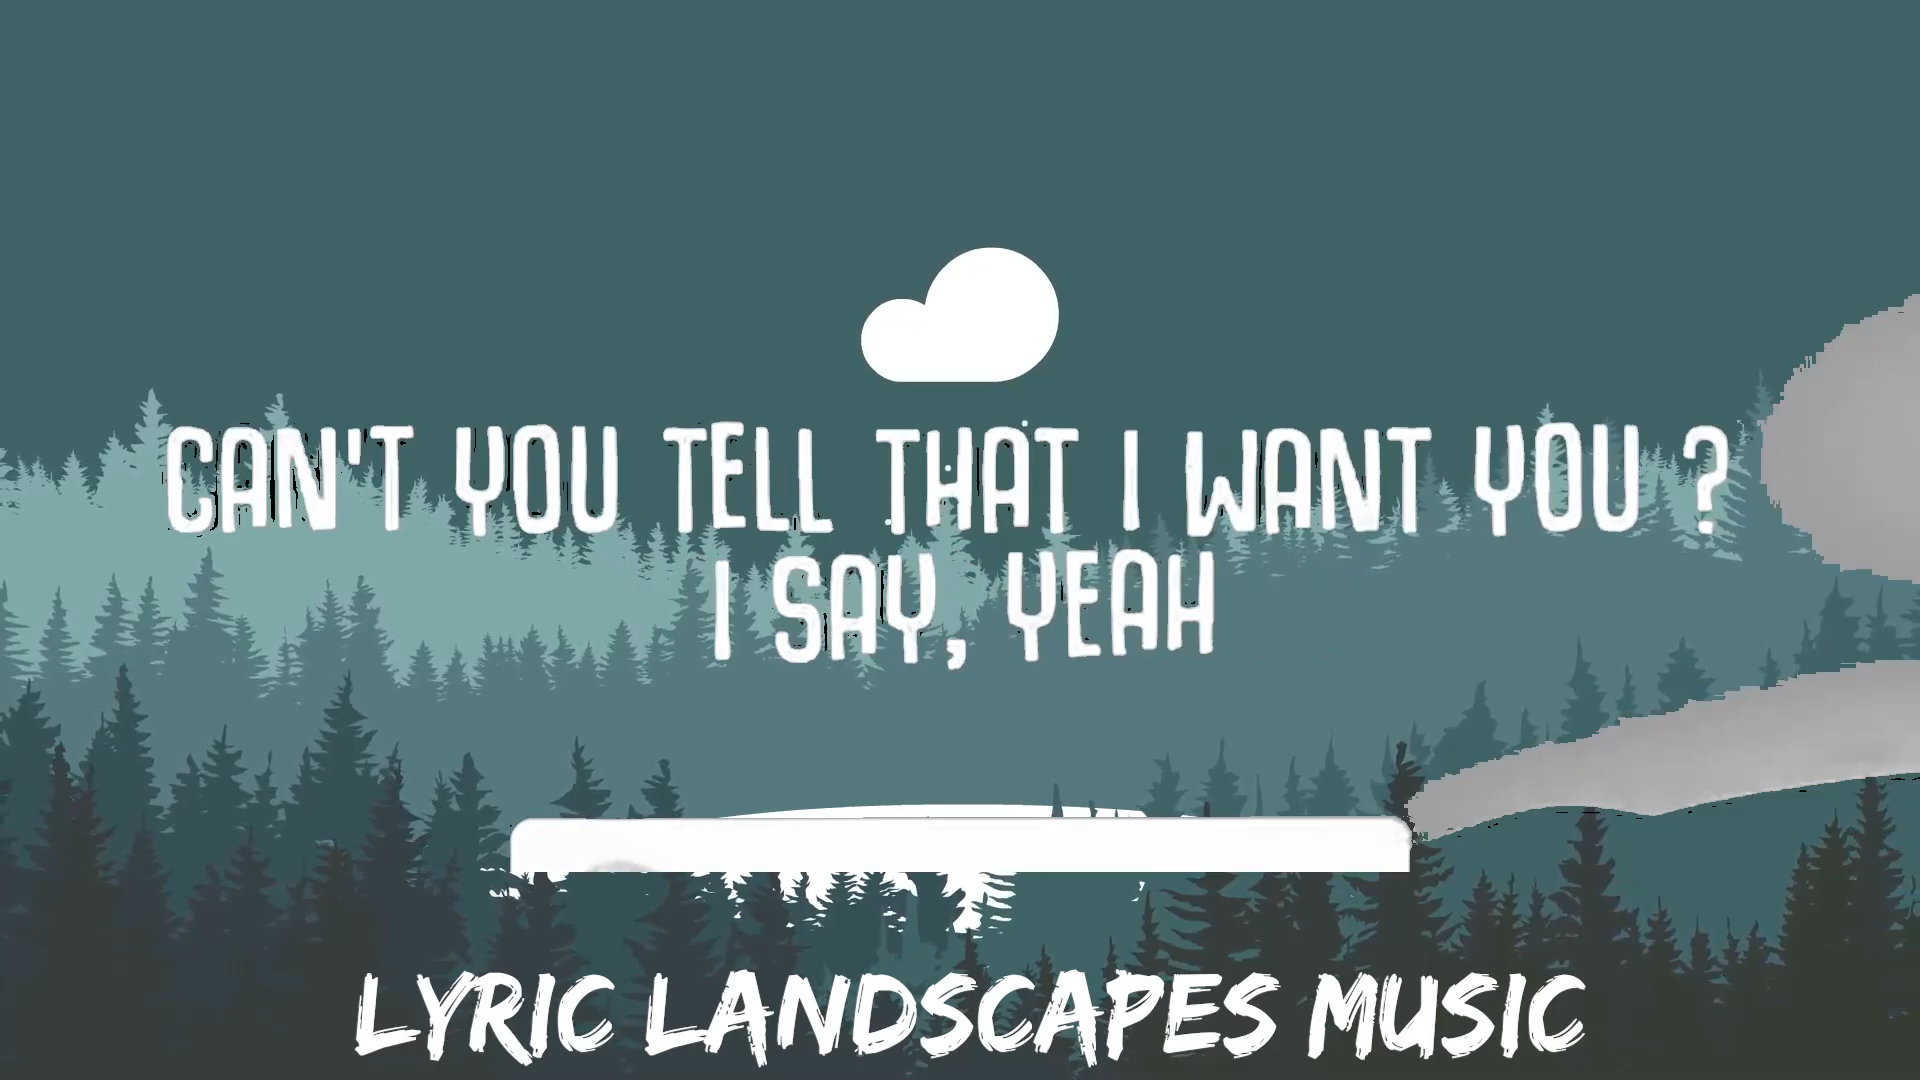 CAN'T YOU TELL THAT I WANT YOU ?
I SAY, YEAH
LYRIC LANDSCAPES MUSIC